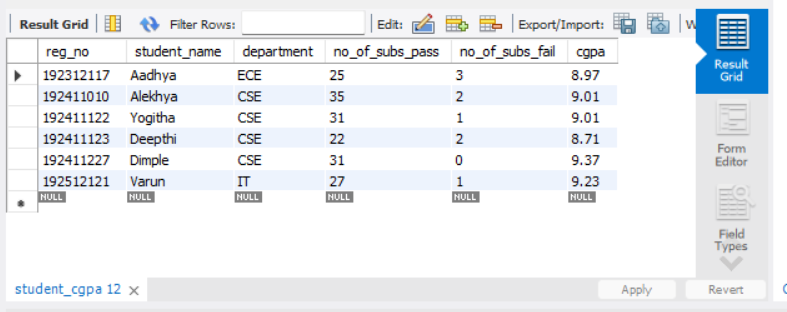 Result Grid Filter Rows: Edit: Export/Import: W
reg_no student_name department no_of_subs_pass no_of_subs_fail cgpa
192312117 Aadhya ECE 25 3 8.97
192411010 Alekhya CSE 35 2 9.01
192411122 Yogitha CSE 31 1 9.01
192411123 Deepthi CSE 22 2 8.71
192411227 Dimple CSE 31 0 9.37
192512121 Varun IT 27 1 9.23
NULL NULL NULL NULL NULL NULL
Result
Grid
Form
Editor
Field
Types
student_cgpa 12 × Apply Revert